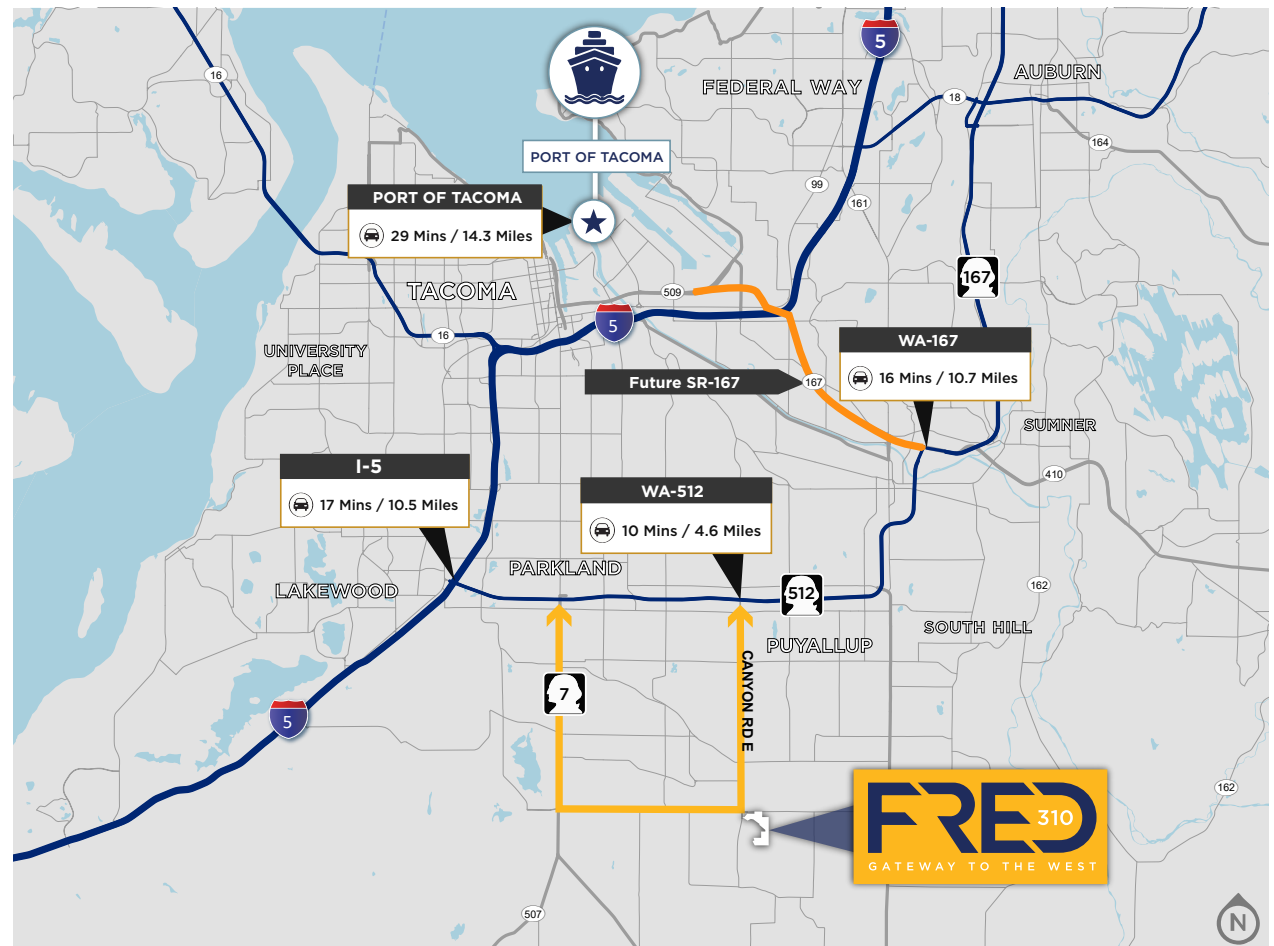 16
5
FEDERAL WAY
AUBURN
18
164
PORT OF TACOMA
99
161
PORT OF TACOMA
29 Mins / 14.3 Miles
167
TACOMA
509
5
16
WA-167
16 Mins / 10.7 Miles
UNIVERSITY
PLACE
Future SR-167
167
SUMNER
410
I-5
17 Mins / 10.5 Miles
WA-512
10 Mins / 4.6 Miles
PARKLAND
LAKEWOOD
512
162
SOUTH HILL
PUYALLUP
CANYON RD E
7
5
162
FRED
310
GATEWAY TO THE WEST
507
N